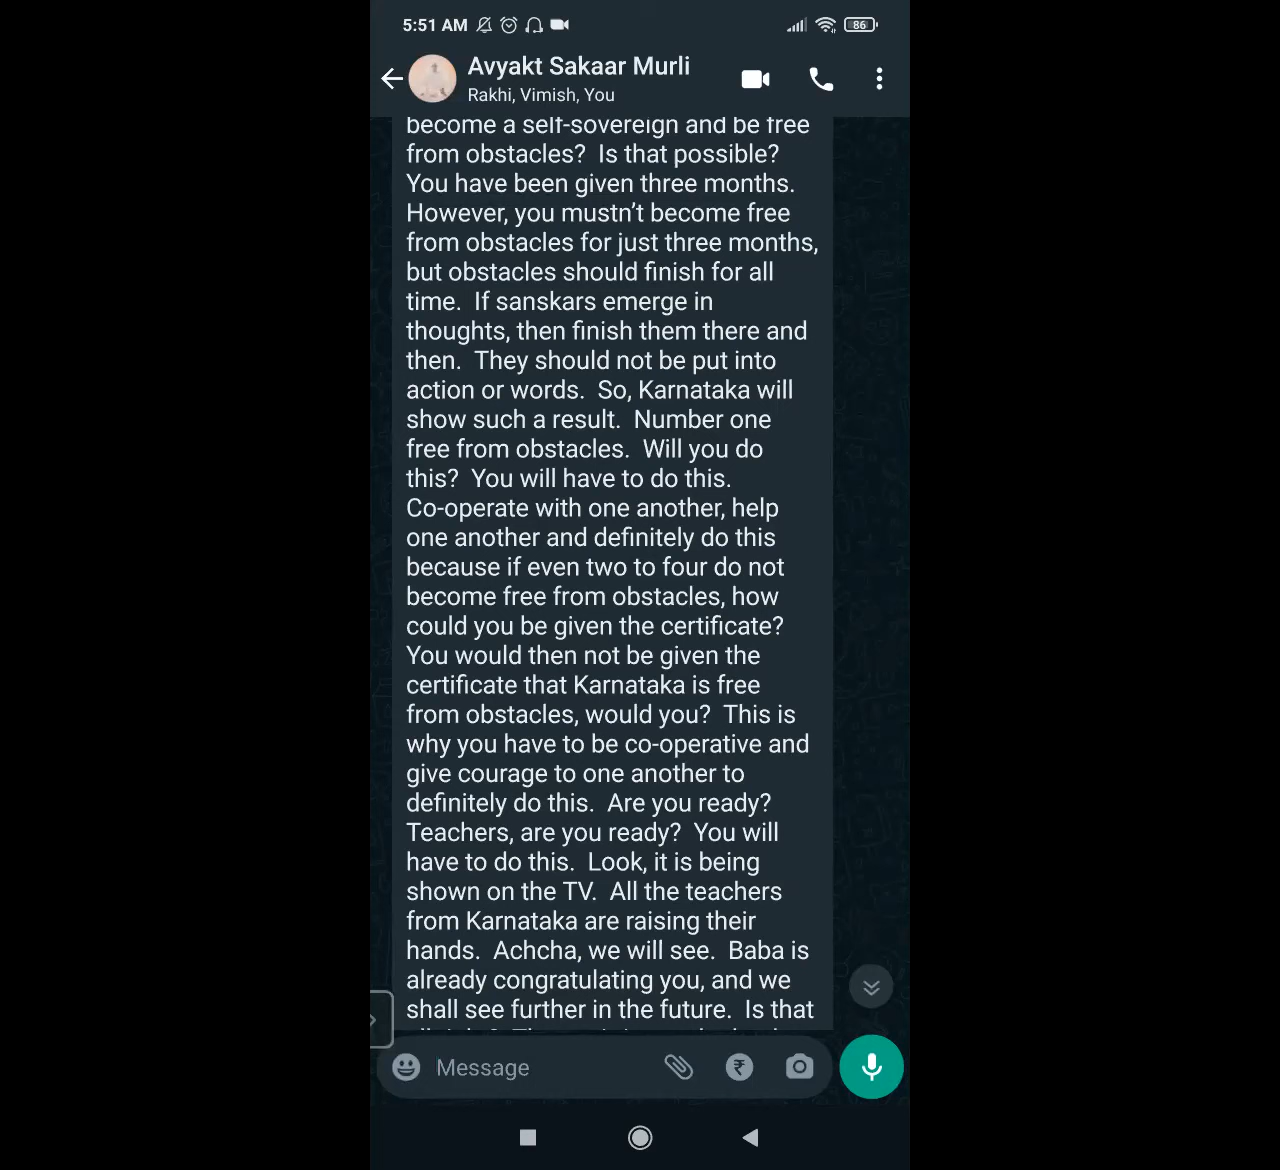 5:51 AM
86
Avyakt Sakaar Murli
Rakhi, Vimish, You
become a self-sovereign and be free
from obstacles?  Is that possible?
You have been given three months.
However, you mustn’t become free
from obstacles for just three months,
but obstacles should finish for all
time.  If sanskars emerge in
thoughts, then finish them there and
then.  They should not be put into
action or words.  So, Karnataka will
show such a result.  Number one
free from obstacles.  Will you do
this?  You will have to do this.
Co-operate with one another, help
one another and definitely do this
because if even two to four do not
become free from obstacles, how
could you be given the certificate?
You would then not be given the
certificate that Karnataka is free
from obstacles, would you?  This is
why you have to be co-operative and
give courage to one another to
definitely do this.  Are you ready?
Teachers, are you ready?  You will
have to do this.  Look, it is being
shown on the TV.  All the teachers
from Karnataka are raising their
hands.  Achcha, we will see.  Baba is
already congratulating you, and we
shall see further in the future.  Is that
Message